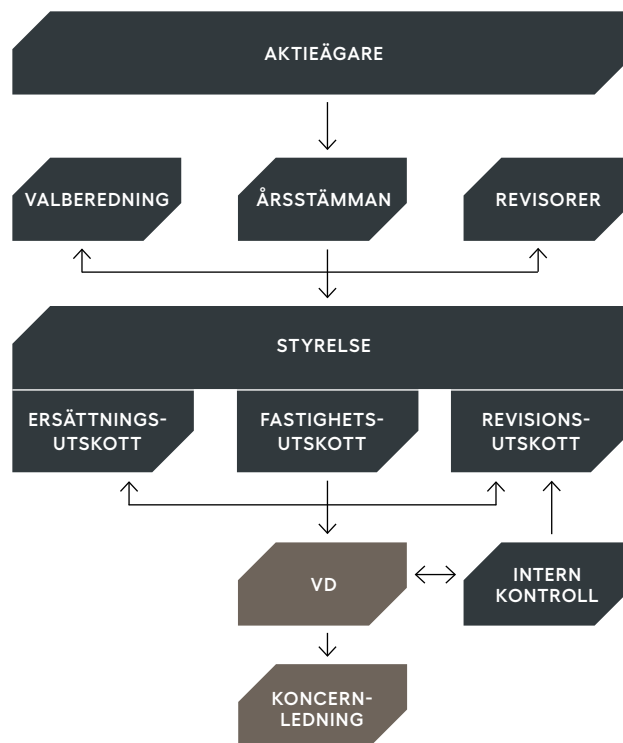 AKTIEÄGARE
VALBEREDNING
ÅRSSTÄMMAN
REVISORER
STYRELSE
ERSÄTTNINGS-
UTSKOTT
FASTIGHETS-
UTSKOTT
REVISIONS-
UTSKOTT
VD
INTERN
KONTROLL
KONCERN-
LEDNING